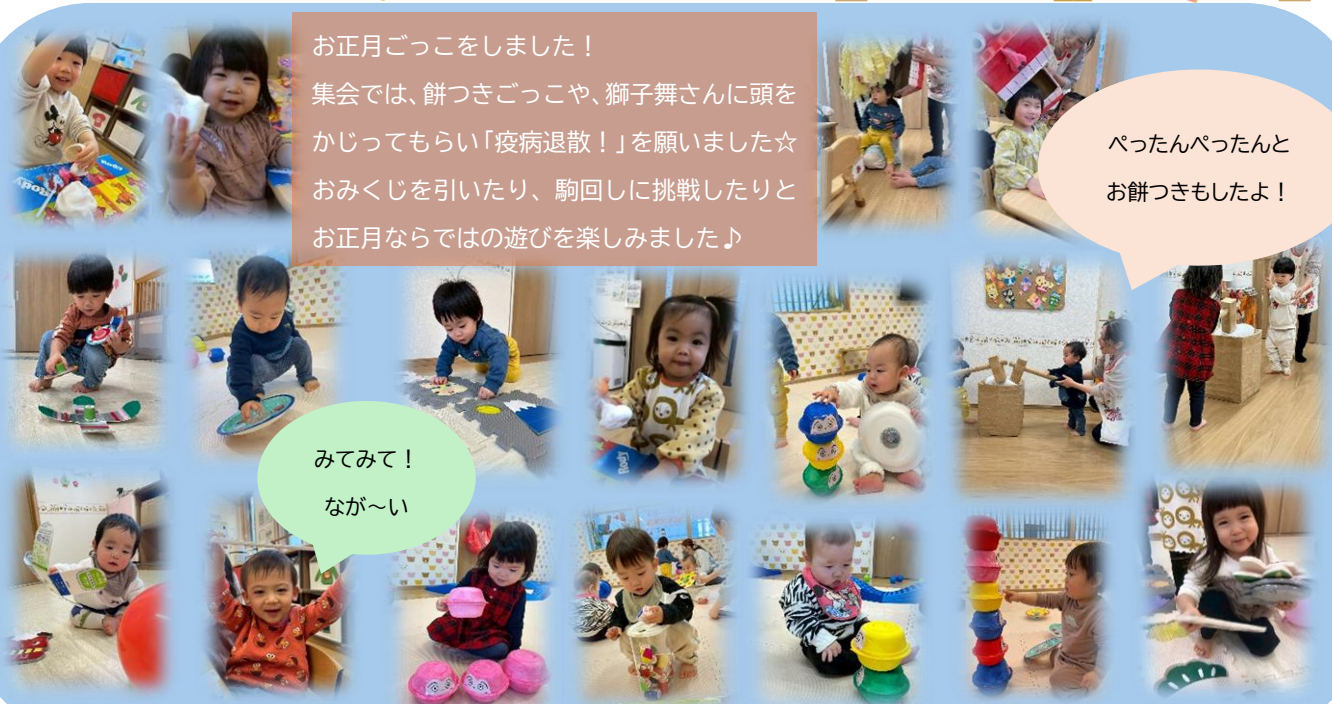 お正月ごっこをしました！
集会では、餅つきごっこや、獅子舞さんに頭を
かじってもらい「疫病退散！」を願いました☆
おみくじを引いたり、駒回しに挑戦したりと
お正月ならではの遊びを楽しみました♪
ぺったんぺったんと
お餅つきもしたよ！
みてみて！
なが～い
Rody
Rody